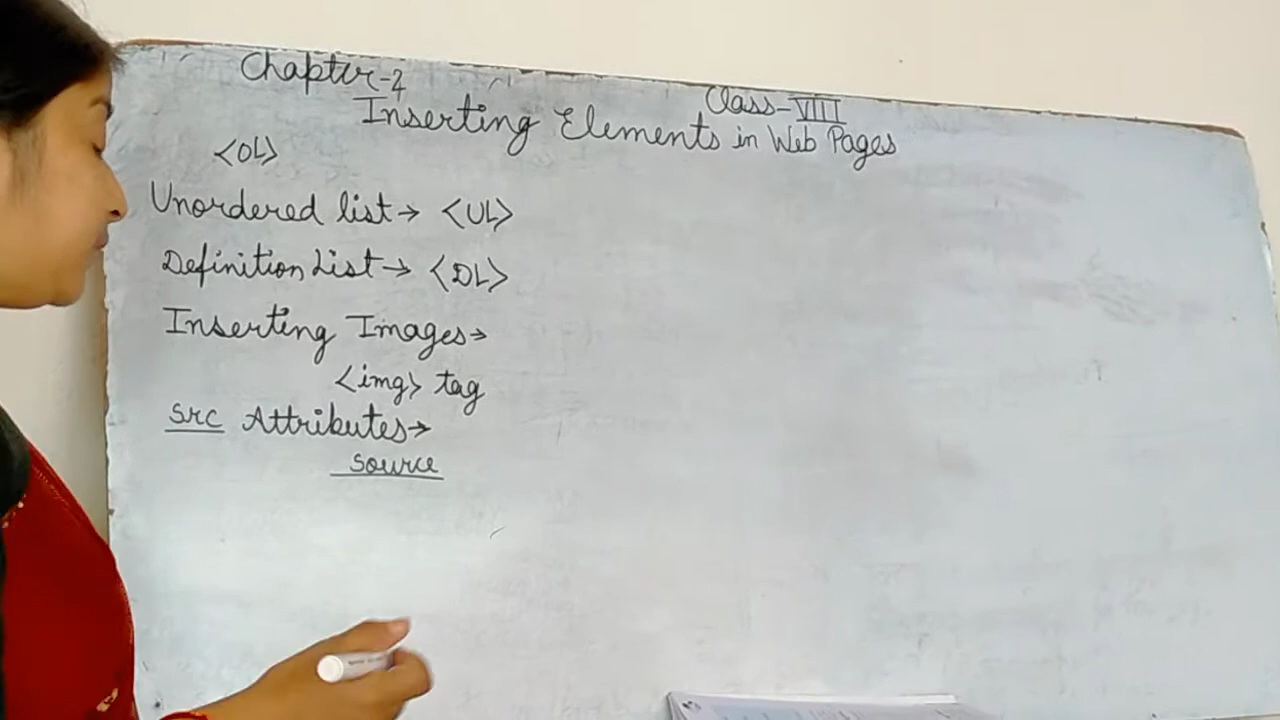 Chapter-2
Class-VIII
Inserting Elements in Web Pages
<OL>
Unordered list→ <UL>
Definition List→ <DL>
Inserting Images→
<img> tag
Src Attributes→
Source